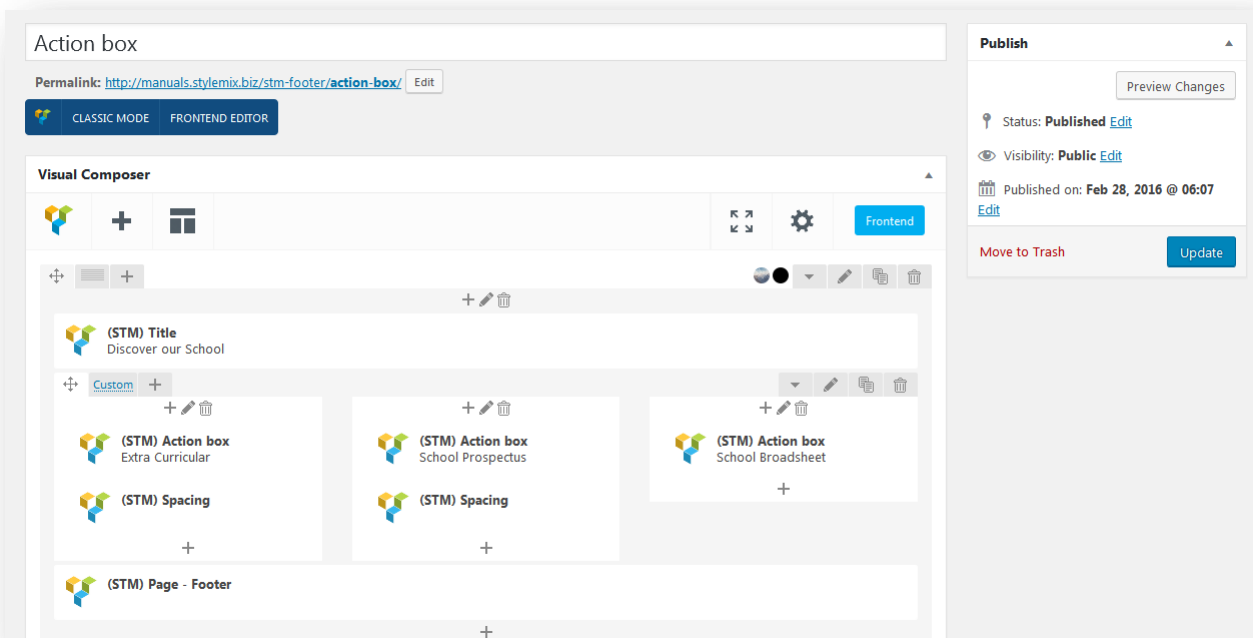 Action box
Permalink: http://manuals.stylemix.biz/stm-footer/action-box/ Edit
CLASSIC MODE FRONTEND EDITOR
Visual Composer
Frontend
(STM) Title
Discover our School
Custom
(STM) Action box
Extra Curricular
(STM) Spacing
(STM) Action box
School Prospectus
(STM) Spacing
(STM) Action box
School Broadsheet
(STM) Page - Footer
Publish
Preview Changes
Status: Published Edit
Visibility: Public Edit
Published on: Feb 28, 2016 @ 06:07
Edit
Move to Trash
Update